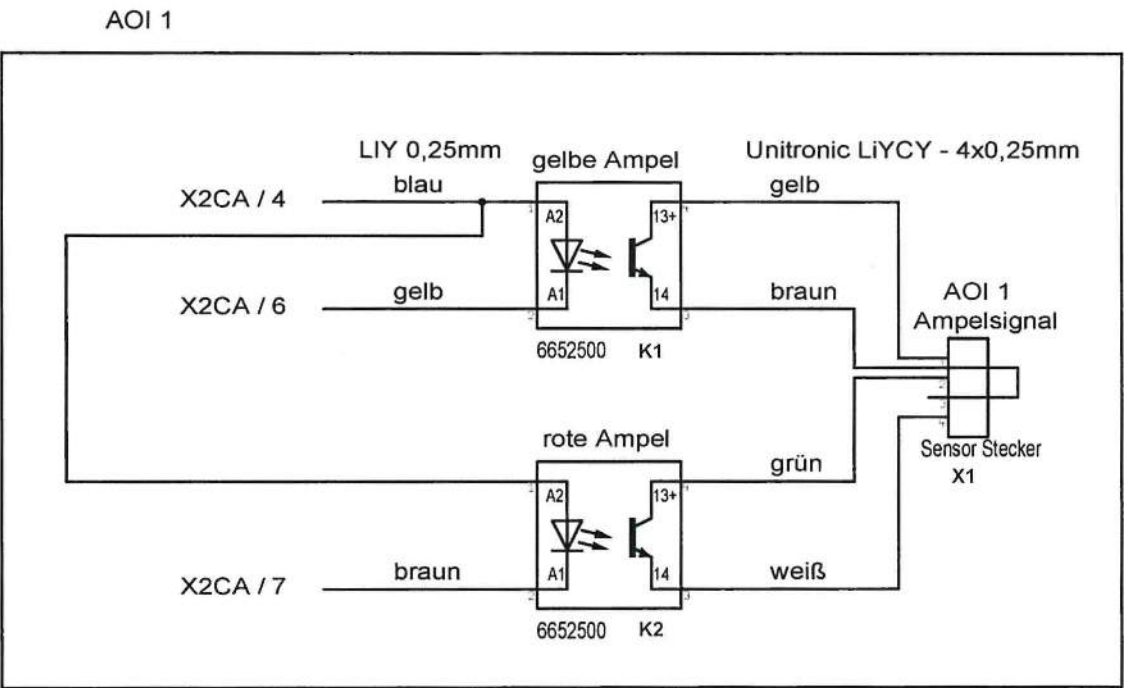 AOI 1
LIY 0,25mm
gelbe Ampel
Unitronic LiYCY - 4x0,25mm
X2CA / 4
blau
gelb
A2
13+
X2CA / 6
gelb
A1
14
braun
AOI 1
Ampelsignal
6652500
K1
rote Ampel
Sensor Stecker
X1
grün
A2
13+
X2CA / 7
braun
A1
14
weiß
6652500
K2